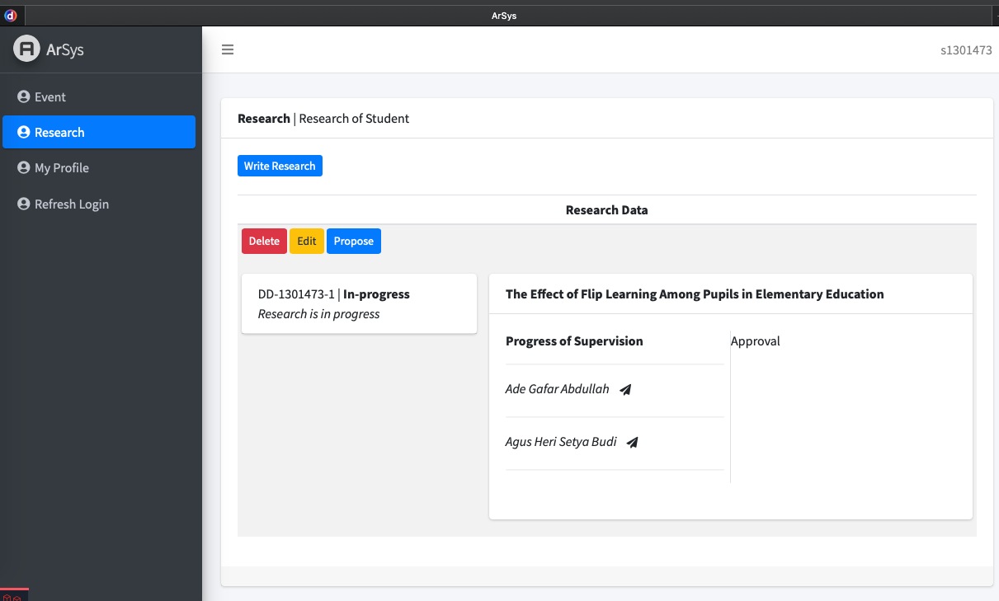 ArSys
ArSys
s1301473
Event
Research
My Profile
Refresh Login
Research | Research of Student
Write Research
Research Data
Delete Edit Propose
DD-1301473-1 | In-progress
Research is in progress
The Effect of Flip Learning Among Pupils in Elementary Education
Progress of Supervision
Approval
Ade Gafar Abdullah
Agus Heri Setya Budi